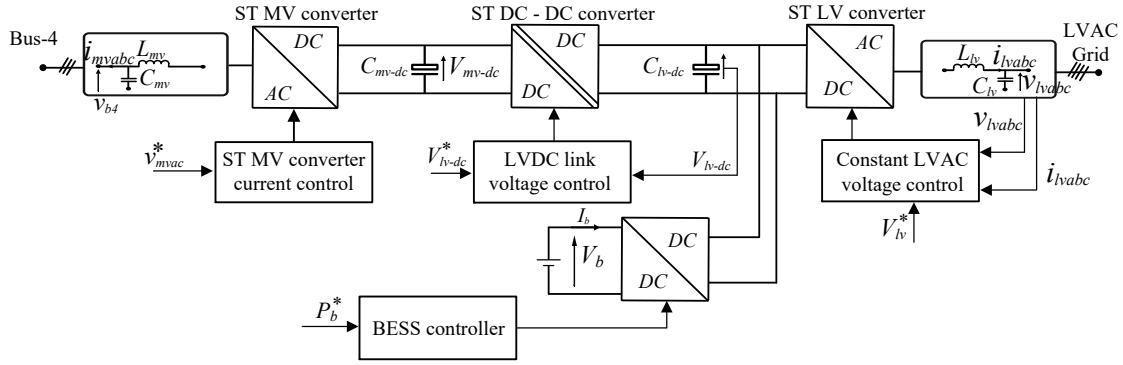 ST MV converter
ST DC - DC converter
ST LV converter
Bus-4
i_mvabc
L_mv
C_mv
v_b4
DC
AC
C_mv-dc
V_mv-dc
DC
DC
C_lv-dc
AC
DC
L_lv
i_lvabc
C_lv
v_lvabc
LVAC
Grid
v_lvabc
i_lvabc
v*_mvac
ST MV converter
current control
V*_lv-dc
LVDC link
voltage control
V_lv-dc
Constant LVAC
voltage control
V_lv*
I_b
V_b
DC
DC
P_b*
BESS controller